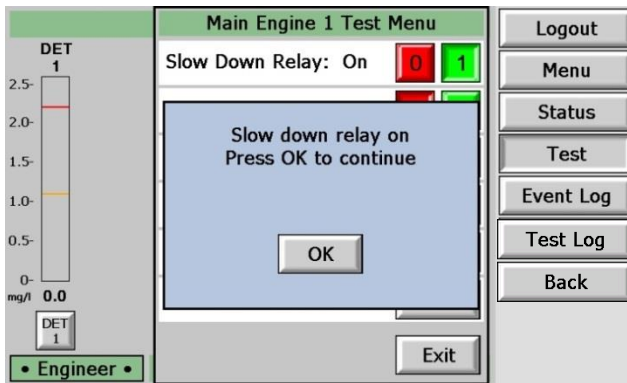 DET
1
2.5-
2.0-
1.5-
1.0-
0.5-
0-
mg/l 0.0
DET
1
• Engineer •
Main Engine 1 Test Menu
Slow Down Relay: On 0 1
Slow down relay on
Press OK to continue
OK
Exit
Logout
Menu
Status
Test
Event Log
Test Log
Back